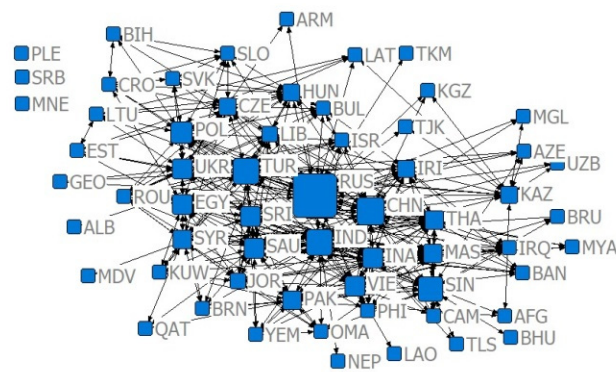 ARM
BIH
PLE
SLO
LAT
TKM
SRB
SVK
HUN
KGZ
CRO
MNE
CZE
BUL
LTU
MGL
POL
LIB
ISR
TJK
EST
AZE
UKR
TUR
IRI
UZB
GEO
RUS
KAZ
ROU
EGY
SRI
CHN
THA
BRU
ALB
SYR
SAU
IND
INA
MAS
IRQ
MYA
KUW
BAN
MDV
JOR
VIE
SIN
PAK
BRN
PHI
CAM
AFG
QAT
YEM
OMA
BHU
TLS
LAO
NEP